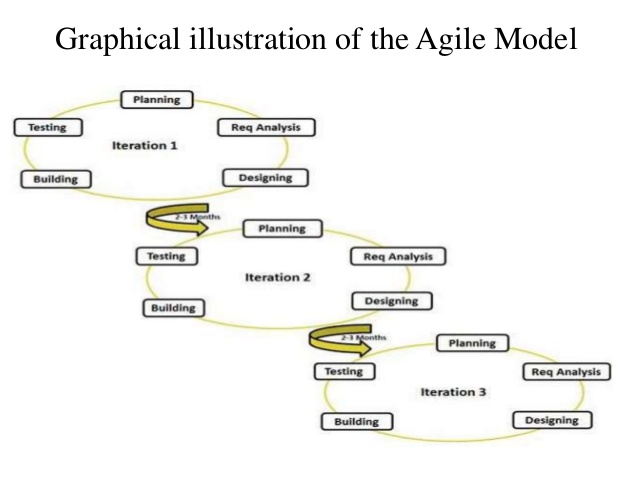 Graphical illustration of the Agile Model
Planning
Testing
Req Analysis
Iteration 1
Building
Designing
2-3 Months
Planning
Testing
Req Analysis
Iteration 2
Building
Designing
2-3 Months
Planning
Testing
Req Analysis
Iteration 3
Building
Designing